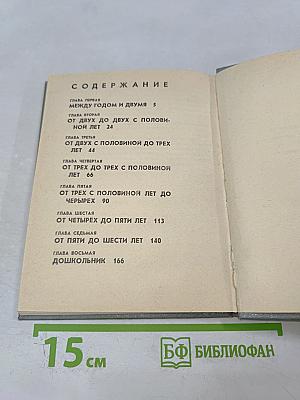 СОДЕРЖАНИЕ
ГЛАВА ПЕРВАЯ
МЕЖДУ ГОДОМ И ДВУМЯ 5
ГЛАВА ВТОРАЯ
ОТ ДВУХ ДО ДВУХ С ПОЛОВИ-
НОЙ ЛЕТ 24
ГЛАВА ТРЕТЬЯ
ОТ ДВУХ С ПОЛОВИНОЙ ДО ТРЕХ
ЛЕТ 44
ГЛАВА ЧЕТВЕРТАЯ
ОТ ТРЕХ ДО ТРЕХ С ПОЛОВИНОЙ
ЛЕТ 66
ГЛАВА ПЯТАЯ
ОТ ТРЕХ С ПОЛОВИНОЙ ЛЕТ ДО
ЧЕРЫРЕХ 90
ГЛАВА ШЕСТАЯ
ОТ ЧЕТЫРЕХ ДО ПЯТИ ЛЕТ 113
ГЛАВА СЕДЬМАЯ
ОТ ПЯТИ ДО ШЕСТИ ЛЕТ 140
ГЛАВА ВОСЬМАЯ
ДОШКОЛЬНИК 166
15 см
БФ БИБЛИОФАН